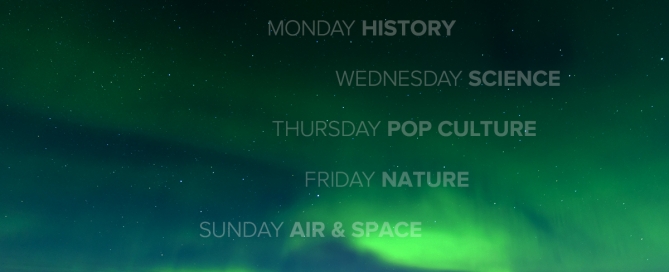 MONDAY HISTORY
WEDNESDAY SCIENCE
THURSDAY POP CULTURE
FRIDAY NATURE
SUNDAY AIR & SPACE